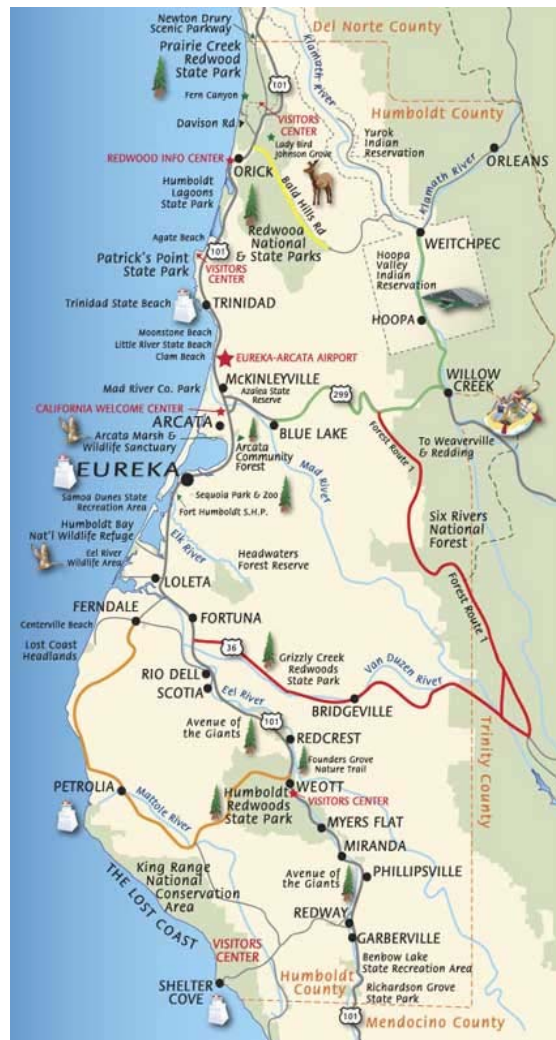 Newton Drury
Scenic Parkway
Del Norte County
Prairie Creek
Redwood
State Park
Klamath River
101
Fern Canyon
VISITORS
CENTER
Humboldt County
Davison Rd
Lady Bird
Johnson Grove
Yurok
Indian
Reservation
REDWOOD INFO CENTER
ORICK
ORLEANS
Klamath River
Humboldt
Lagoons
State Park
Bald Hills Rd
Redwood
National
& State Parks
WEITCHPEC
Agate Beach
101
Patrick's Point
State Park
VISITORS
CENTER
Hoopa
Valley
Indian
Reservation
Trinidad State Beach
TRINIDAD
HOOPA
Moonstone Beach
Little River State Beach
Clam Beach
EUREKA-ARCATA AIRPORT
Mad River Co. Park
McKINLEYVILLE
Azalea State
Reserve
299
WILLOW
CREEK
CALIFORNIA WELCOME CENTER
ARCATA
BLUE LAKE
Forest Route 1
To Weaverville
& Redding
Arcata Marsh &
Wildlife Sanctuary
Arcata
Community
Forest
Mad
River
EUREKA
Samoa Dunes State
Recreation Area
Sequoia Park & Zoo
Fort Humboldt S.H.P.
Six Rivers
National
Forest
Humboldt Bay
Nat'l Wildlife Refuge
Elk River
Eel River
Wildlife Area
Headwaters
Forest Reserve
LOLETA
Forest Route 1
FERNDALE
Centerville Beach
FORTUNA
Lost Coast
Headlands
36
Grizzly Creek
Redwoods
State Park
Van Duzen River
RIO DELL
SCOTIA
Eel River
BRIDGEVILLE
Trinity County
Avenue of
the Giants
101
REDCREST
Founders Grove
Nature Trail
PETROLIA
Mattole River
Humboldt
Redwoods
State Park
WEOTT
VISITORS CENTER
MYERS FLAT
MIRANDA
King Range
National
Conservation
Area
Avenue of
the Giants
PHILLIPSVILLE
THE LOST COAST
REDWAY
GARBERVILLE
VISITORS
CENTER
Benbow Lake
State Recreation Area
SHELTER
COVE
Humboldt
County
Richardson Grove
State Park
101
Mendocino County